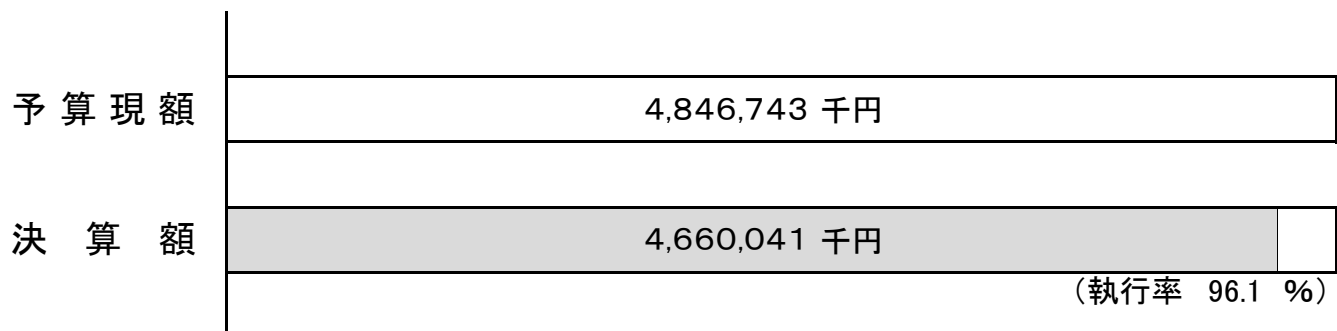 予算現額 4,846,743 千円
決算額 4,660,041 千円
（執行率 96.1 %）